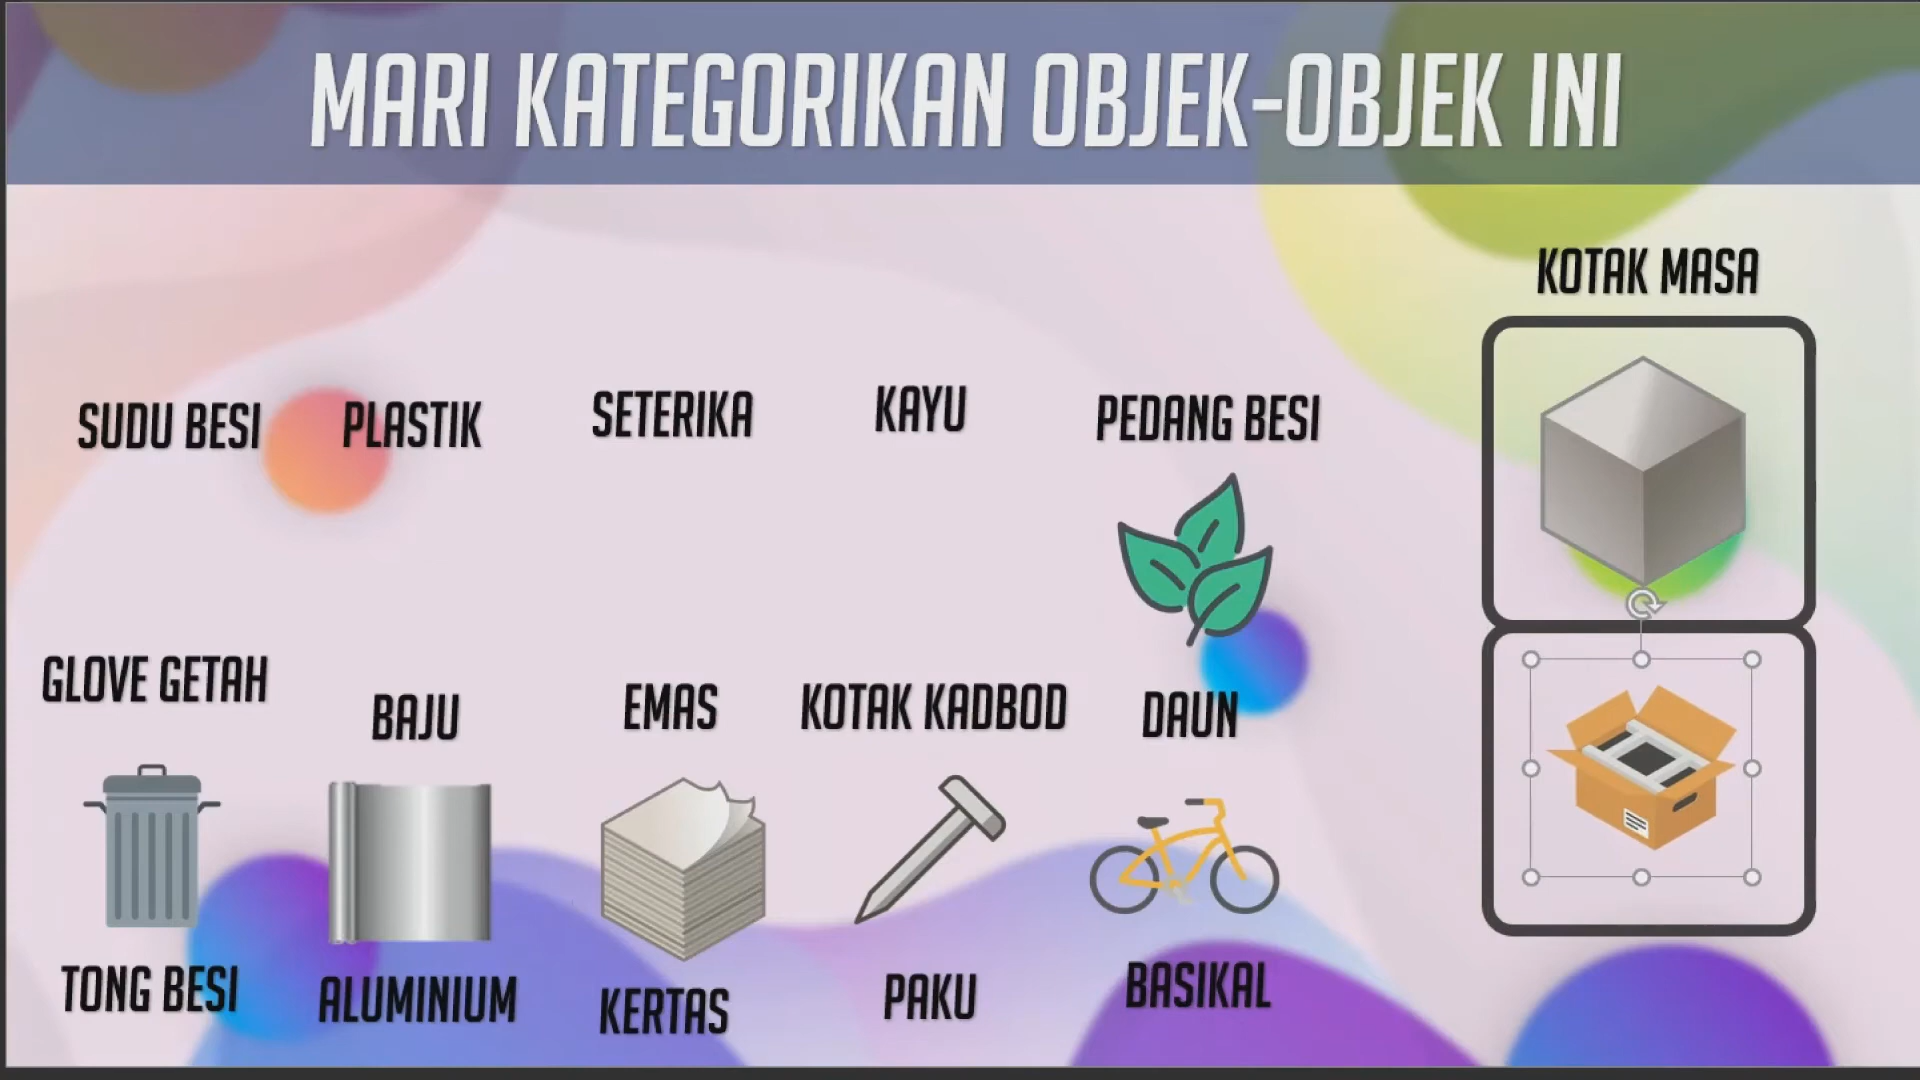 MARI KATEGORIKAN OBJEK-OBJEK INI
KOTAK MASA
SUDU BESI
PLASTIK
SETERIKA
KAYU
PEDANG BESI
GLOVE GETAH
BAJU
EMAS
KOTAK KADBOD
DAUN
TONG BESI
ALUMINIUM
KERTAS
PAKU
BASIKAL